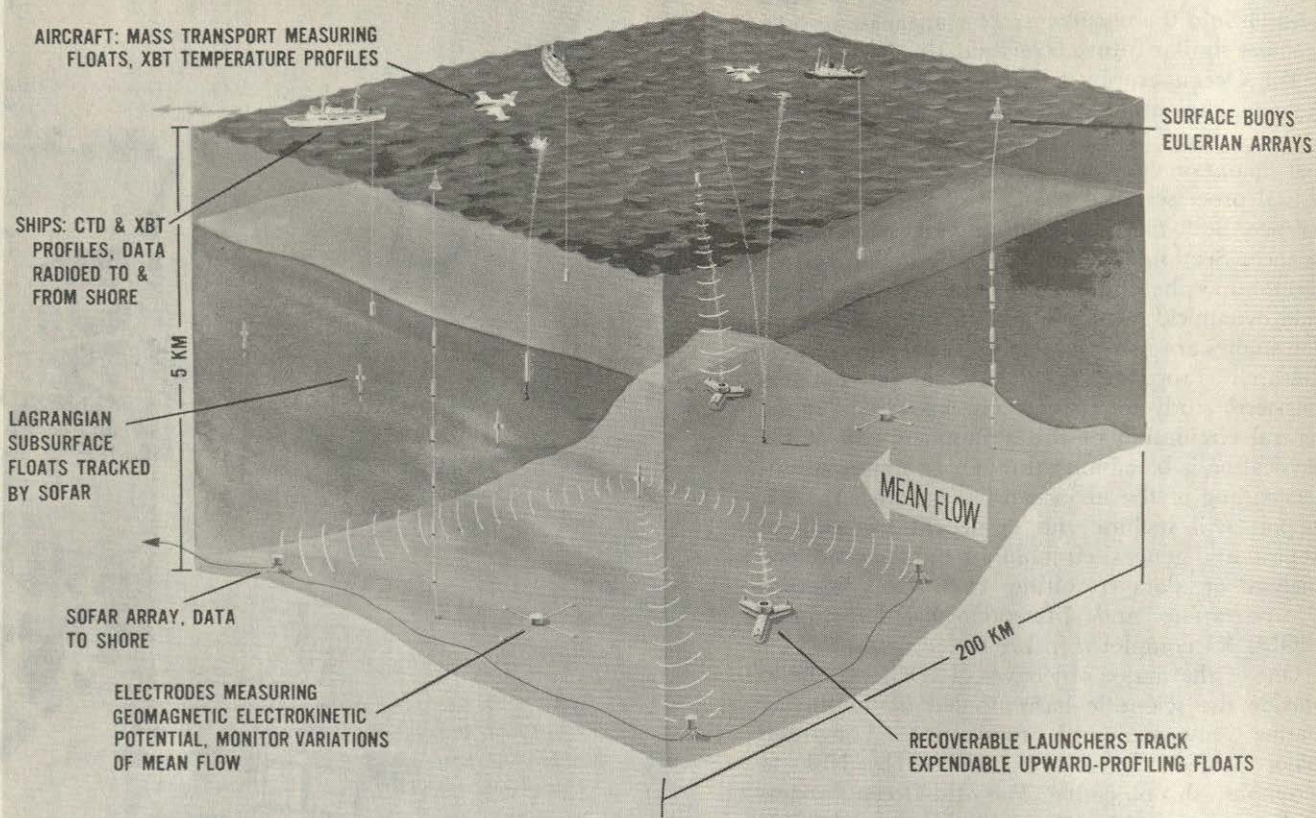 AIRCRAFT: MASS TRANSPORT MEASURING
FLOATS, XBT TEMPERATURE PROFILES
SURFACE BUOYS
EULERIAN ARRAYS
SHIPS: CTD & XBT
PROFILES, DATA
RADIOED TO &
FROM SHORE
5 KM
LAGRANGIAN
SUBSURFACE
FLOATS TRACKED
BY SOFAR
MEAN FLOW
SOFAR ARRAY, DATA
TO SHORE
200 KM
ELECTRODES MEASURING
GEOMAGNETIC ELECTROKINETIC
POTENTIAL, MONITOR VARIATIONS
OF MEAN FLOW
RECOVERABLE LAUNCHERS TRACK
EXPENDABLE UPWARD-PROFILING FLOATS